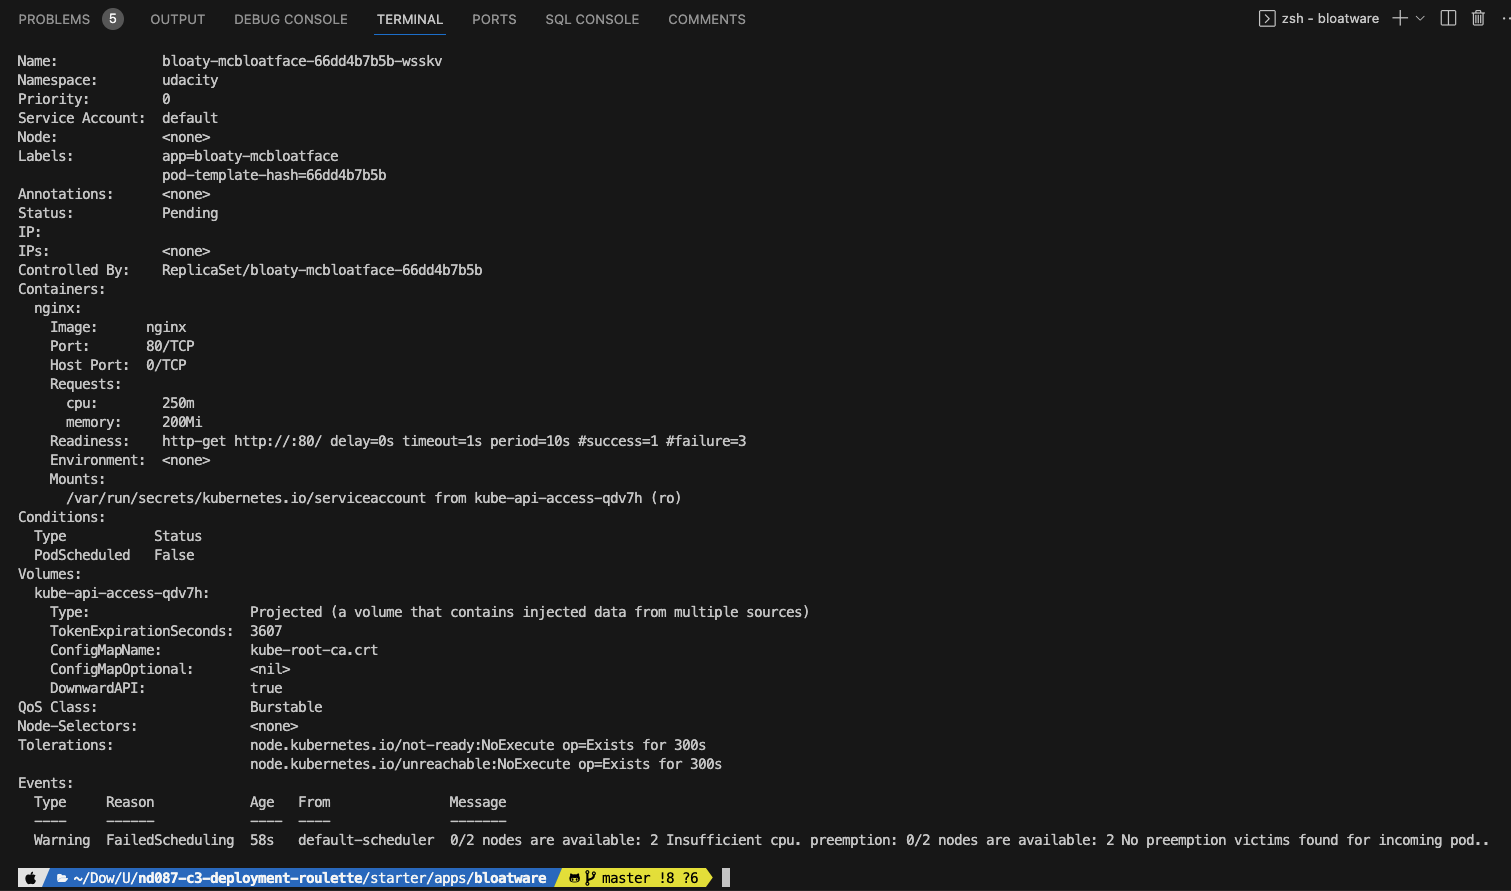 PROBLEMS 5 OUTPUT DEBUG CONSOLE TERMINAL PORTS SQL CONSOLE COMMENTS zsh - bloatware
Name: bloaty-mcbloatface-66dd4b7b5b-wsskv
Namespace: udacity
Priority: 0
Service Account: default
Node: <none>
Labels: app=bloaty-mcbloatface
pod-template-hash=66dd4b7b5b
Annotations: <none>
Status: Pending
IP:
IPs: <none>
Controlled By: ReplicaSet/bloaty-mcbloatface-66dd4b7b5b
Containers:
nginx:
Image: nginx
Port: 80/TCP
Host Port: 0/TCP
Requests:
cpu: 250m
memory: 200Mi
Readiness: http-get http://:80/ delay=0s timeout=1s period=10s #success=1 #failure=3
Environment: <none>
Mounts:
/var/run/secrets/kubernetes.io/serviceaccount from kube-api-access-qdv7h (ro)
Conditions:
Type Status
PodScheduled False
Volumes:
kube-api-access-qdv7h:
Type: Projected (a volume that contains injected data from multiple sources)
TokenExpirationSeconds: 3607
ConfigMapName: kube-root-ca.crt
ConfigMapOptional: <nil>
DownwardAPI: true
QoS Class: Burstable
Node-Selectors: <none>
Tolerations: node.kubernetes.io/not-ready:NoExecute op=Exists for 300s
node.kubernetes.io/unreachable:NoExecute op=Exists for 300s
Events:
Type Reason Age From Message
---- ------ ---- ---- -------
Warning FailedScheduling 58s default-scheduler 0/2 nodes are available: 2 Insufficient cpu. preemption: 0/2 nodes are available: 2 No preemption victims found for incoming pod..
~/Dow/U/nd087-c3-deployment-roulette/starter/apps/bloatware master !8 ?6